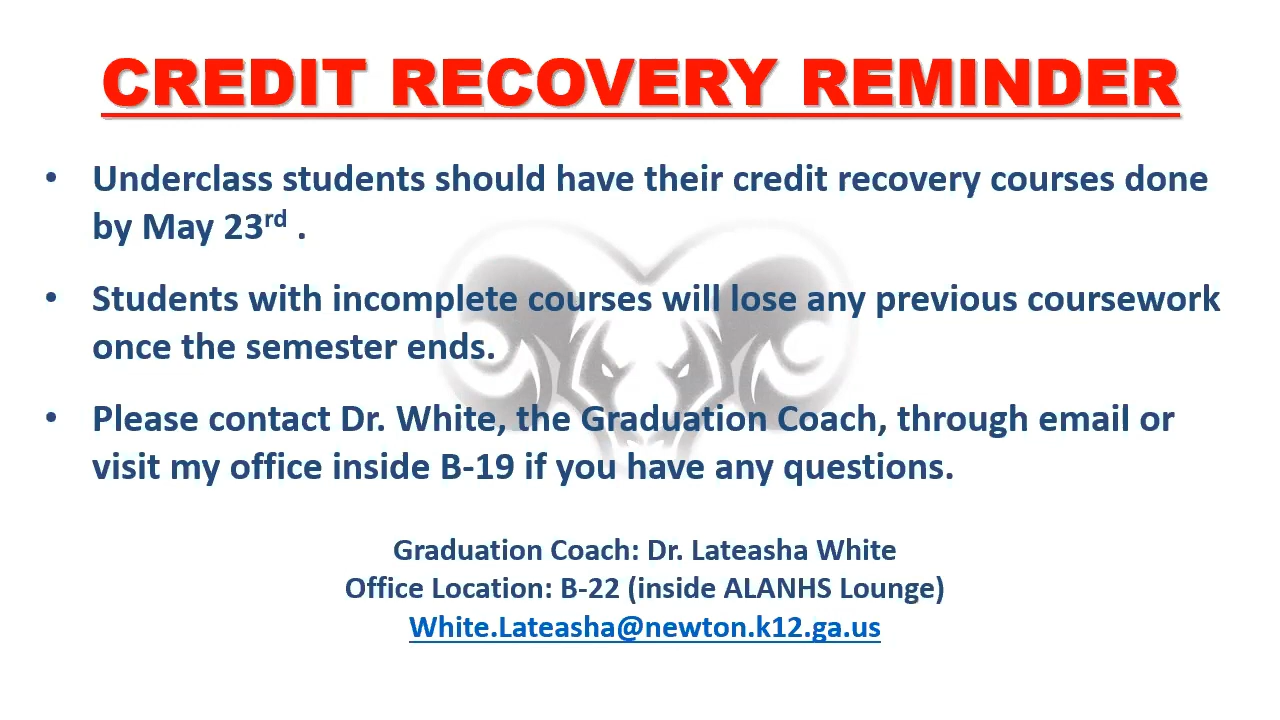 CREDIT RECOVERY REMINDER
• Underclass students should have their credit recovery courses done
by May 23rd .
• Students with incomplete courses will lose any previous coursework
once the semester ends.
• Please contact Dr. White, the Graduation Coach, through email or
visit my office inside B-19 if you have any questions.
Graduation Coach: Dr. Lateasha White
Office Location: B-22 (inside ALANHS Lounge)
White.Lateasha@newton.k12.ga.us